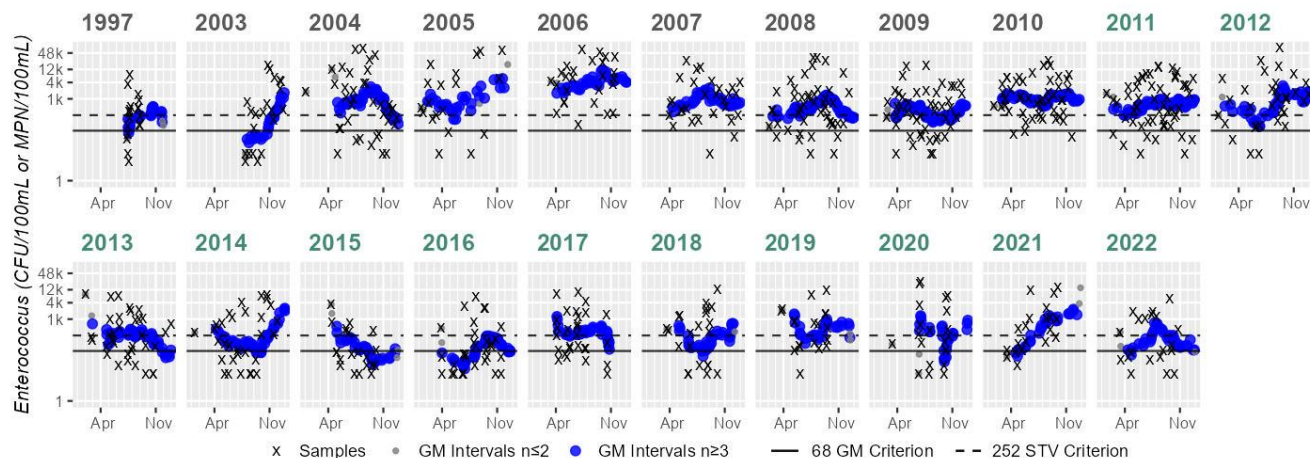 1997 2003 2004 2005 2006 2007 2008 2009 2010 2011 2012
Enterococcus (CFU/100mL or MPN/100mL)
48k
12k
4k
1k
1
Apr Nov Apr Nov Apr Nov Apr Nov Apr Nov Apr Nov Apr Nov Apr Nov Apr Nov Apr Nov Apr Nov
2013 2014 2015 2016 2017 2018 2019 2020 2021 2022
48k
12k
4k
1k
1
Apr Nov Apr Nov Apr Nov Apr Nov Apr Nov Apr Nov Apr Nov Apr Nov Apr Nov Apr Nov
x Samples GM Intervals n≤2 GM Intervals n≥3 68 GM Criterion 252 STV Criterion